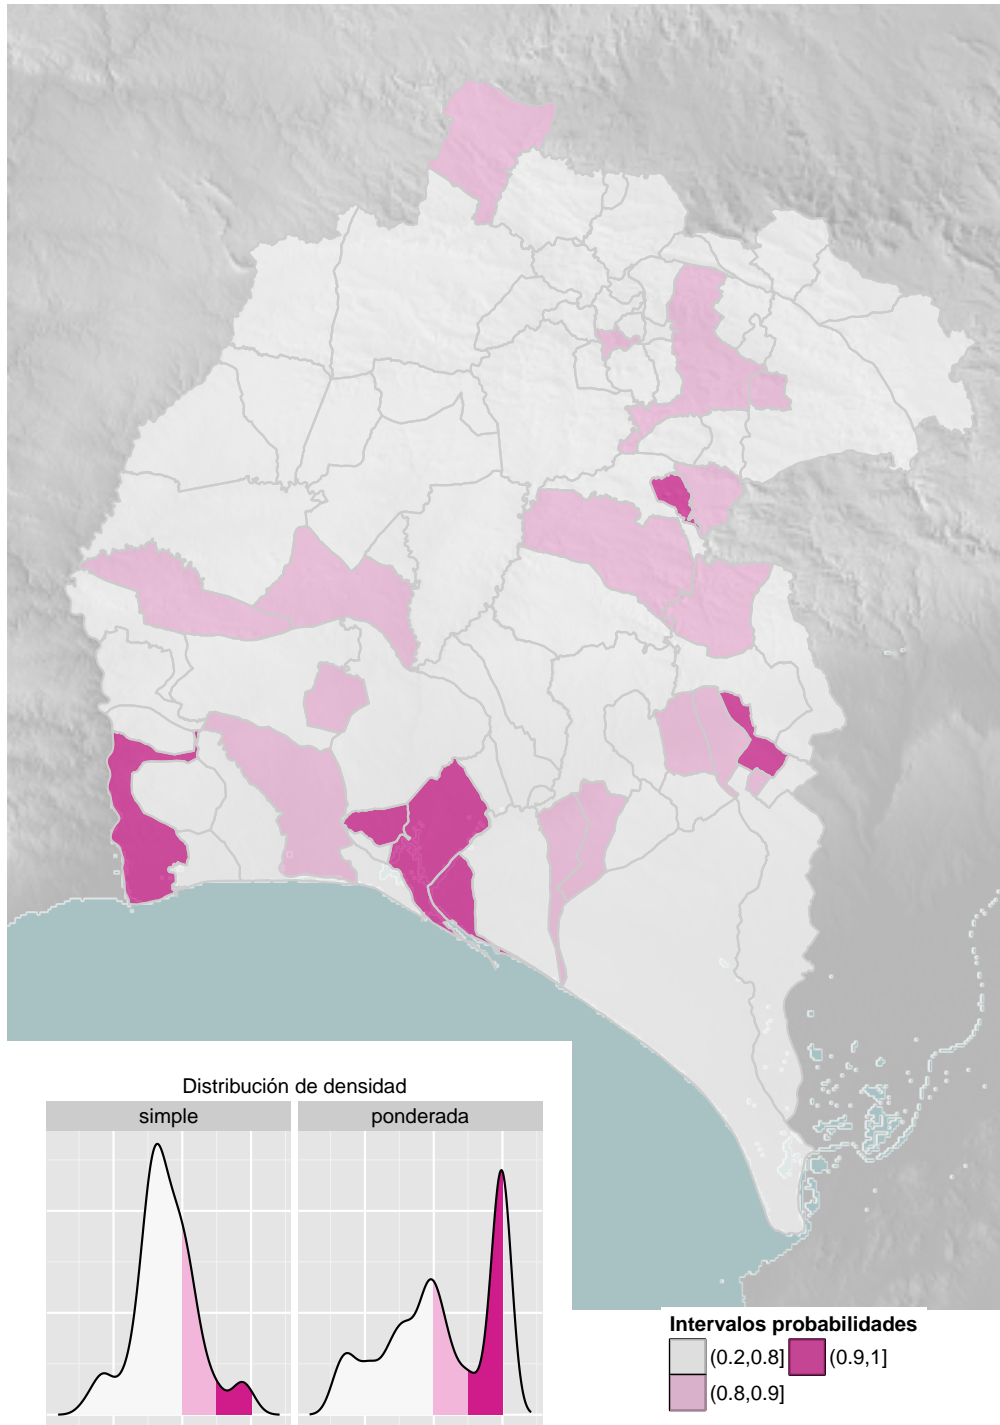 Distribución de densidad
simple
ponderada
Intervalos probabilidades
(0.2,0.8]
(0.9,1]
(0.8,0.9]